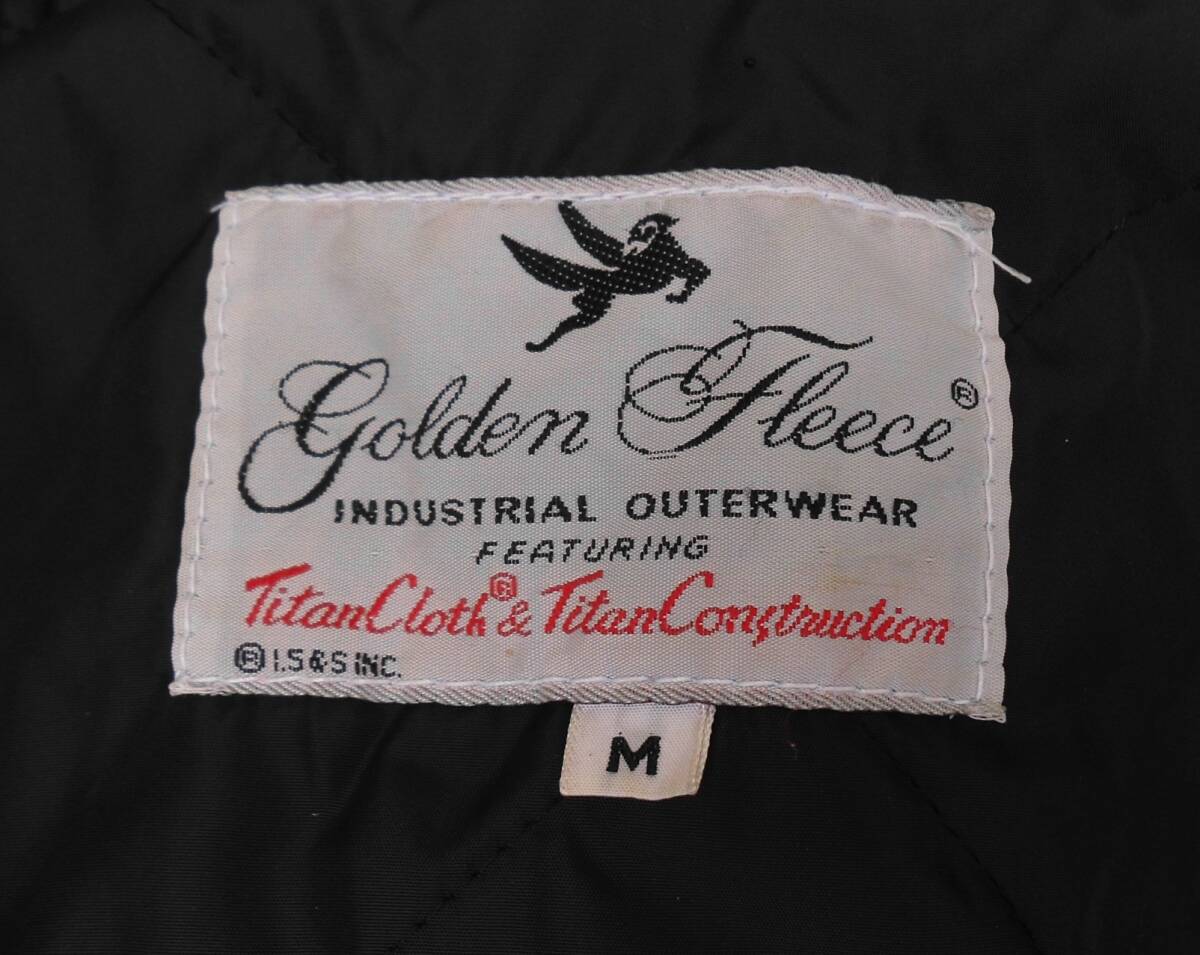 Golden Fleece®
INDUSTRIAL OUTERWEAR
FEATURING
TitanCloth® & TitanConstruction
® I.S&S INC.
M